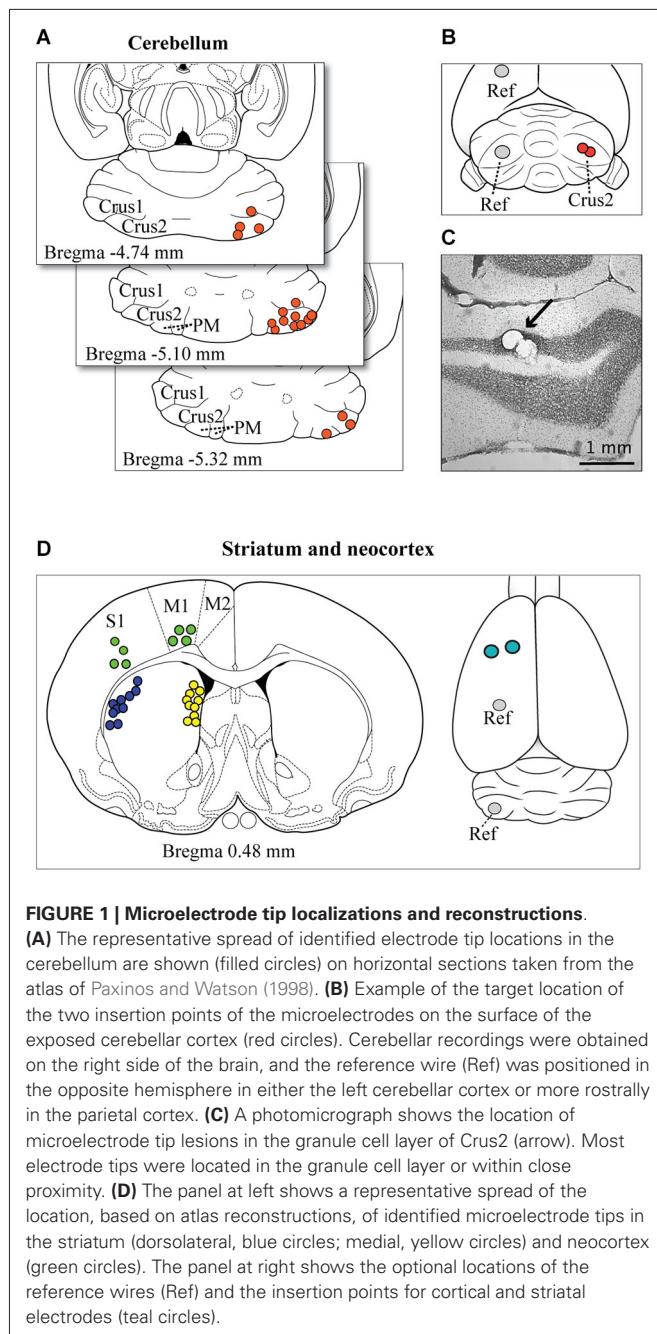 A
Cerebellum
Crus1
Crus2
Bregma -4.74 mm
Crus1
Crus2
PM
Bregma -5.10 mm
Crus1
Crus2
PM
Bregma -5.32 mm
B
Ref
Ref
Crus2
C
1 mm
D
Striatum and neocortex
S1
M1
M2
Bregma 0.48 mm
Ref
Ref
FIGURE 1 | Microelectrode tip localizations and reconstructions.
(A) The representative spread of identified electrode tip locations in the
cerebellum are shown (filled circles) on horizontal sections taken from the
atlas of Paxinos and Watson (1998). (B) Example of the target location of
the two insertion points of the microelectrodes on the surface of the
exposed cerebellar cortex (red circles). Cerebellar recordings were obtained
on the right side of the brain, and the reference wire (Ref) was positioned
in the opposite hemisphere in either the left cerebellar cortex or more rostrally
in the parietal cortex. (C) A photomicrograph shows the location of
microelectrode tip lesions in the granule cell layer of Crus2 (arrow). Most
electrode tips were located in the granule cell layer or within close
proximity. (D) The panel at left shows a representative spread of the
location, based on atlas reconstructions, of identified microelectrode tips in
the striatum (dorsolateral, blue circles; medial, yellow circles) and neocortex
(green circles). The panel at right shows the optional locations of the
reference wires (Ref) and the insertion points for cortical and striatal
electrodes (teal circles).